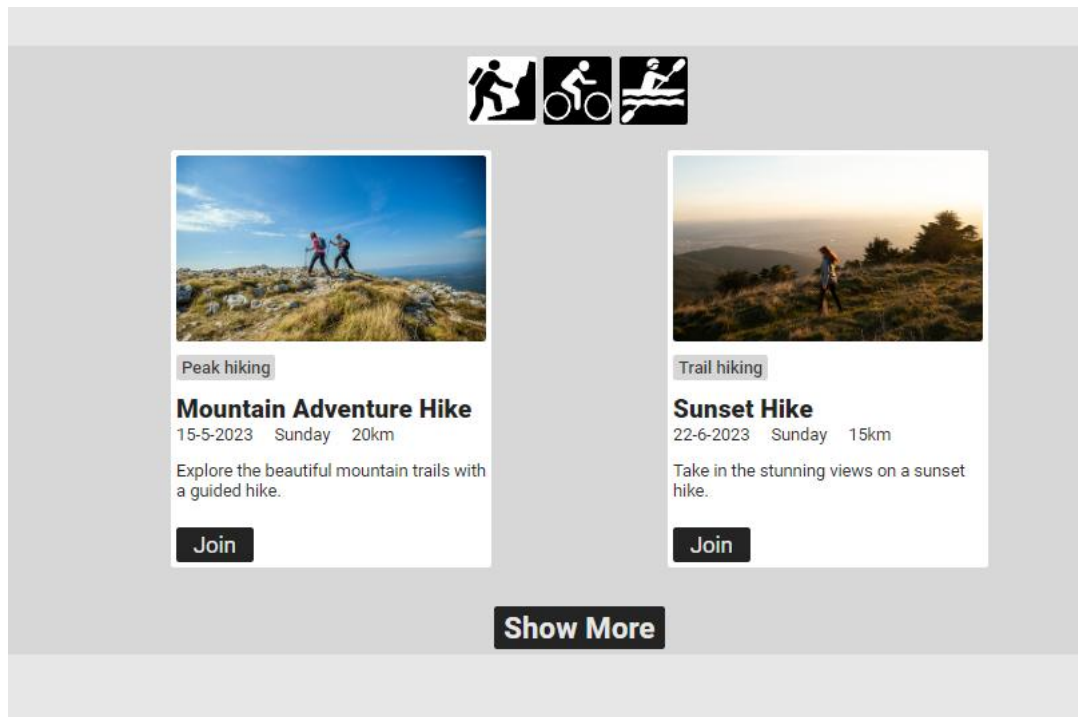 Peak hiking
Mountain Adventure Hike
15-5-2023 Sunday 20km
Explore the beautiful mountain trails with
a guided hike.
Join
Trail hiking
Sunset Hike
22-6-2023 Sunday 15km
Take in the stunning views on a sunset
hike.
Join
Show More